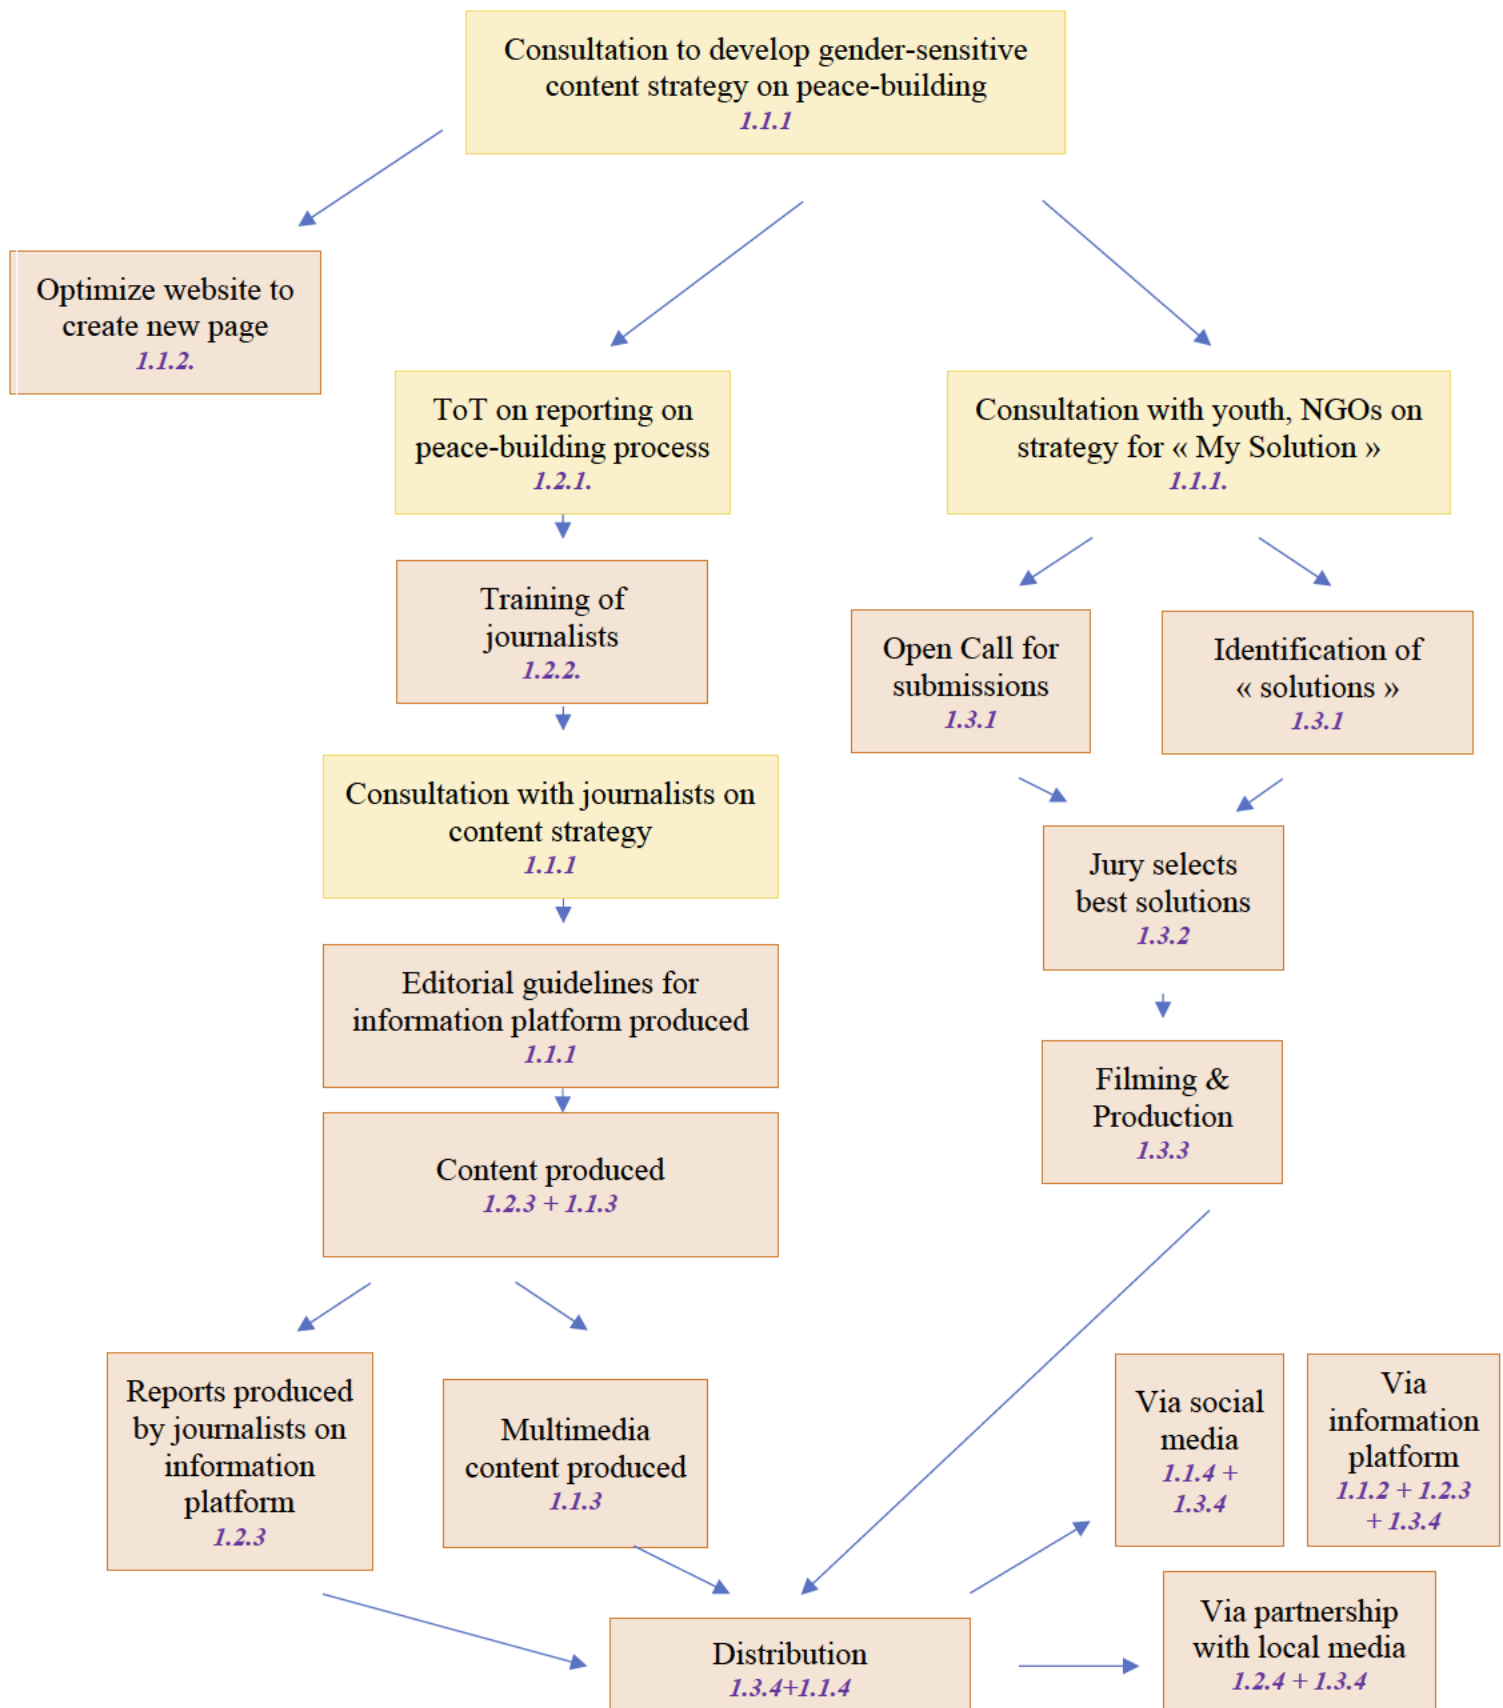 Consultation to develop gender-sensitive
content strategy on peace-building
1.1.1
Optimize website to
create new page
1.1.2.
ToT on reporting on
peace-building process
1.2.1.
Consultation with youth, NGOs on
strategy for « My Solution »
1.1.1.
Training of
journalists
1.2.2.
Open Call for
submissions
1.3.1
Identification of
« solutions »
1.3.1
Consultation with journalists on
content strategy
1.1.1
Jury selects
best solutions
1.3.2
Editorial guidelines for
information platform produced
1.1.1
Filming &
Production
1.3.3
Content produced
1.2.3 + 1.1.3
Reports produced
by journalists on
information
platform
1.2.3
Multimedia
content produced
1.1.3
Via social
media
1.1.4 +
1.3.4
Via
information
platform
1.1.2 + 1.2.3
+ 1.3.4
Distribution
1.3.4+1.1.4
Via partnership
with local media
1.2.4 + 1.3.4